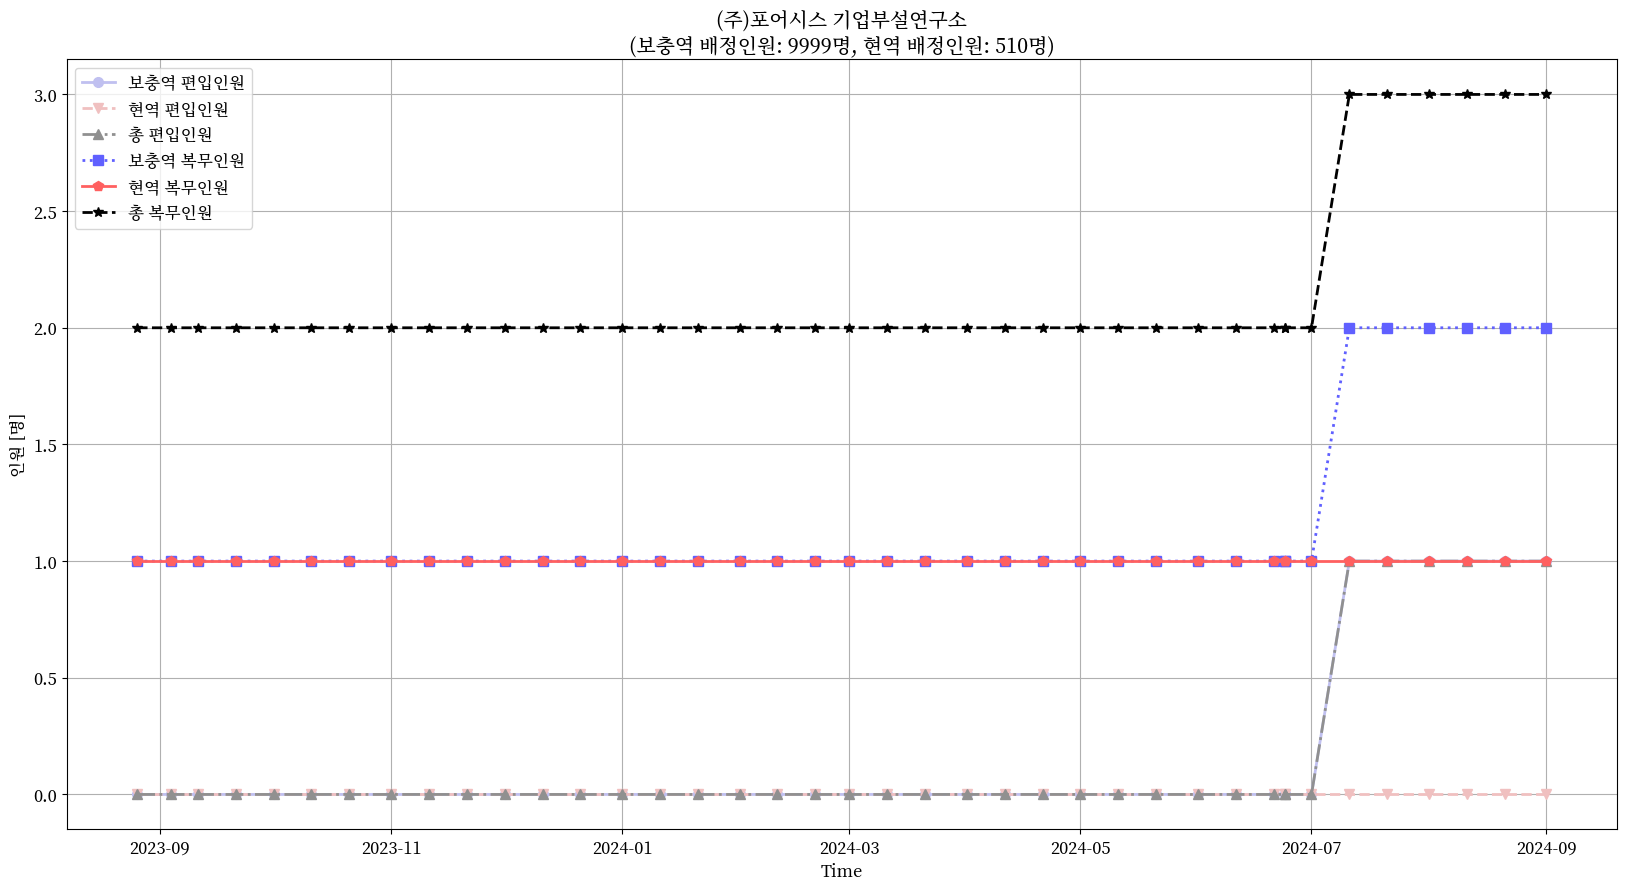 (주)포어시스 기업부설연구소
(보충역 배정인원: 9999명, 현역 배정인원: 510명)
보충역 편입인원
현역 편입인원
총 편입인원
보충역 복무인원
현역 복무인원
총 복무인원
3.0
2.5
2.0
1.5
1.0
0.5
0.0
인원 [명]
2023-09
2023-11
2024-01
2024-03
2024-05
2024-07
2024-09
Time